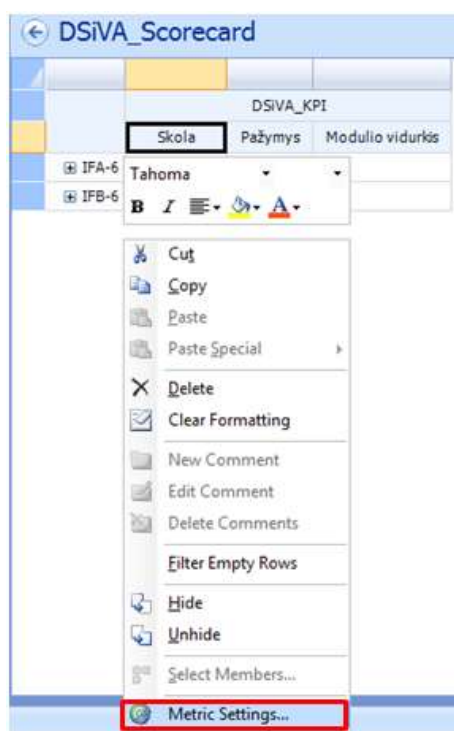 DSiVA_Scorecard
DSiVA_KPI
Skola Pažymys Modulio vidurkis
IFA-6
IFB-6
Tahoma
B I A
Cut
Copy
Paste
Paste Special
Delete
Clear Formatting
New Comment
Edit Comment
Delete Comments
Filter Empty Rows
Hide
Unhide
Select Members...
Metric Settings...